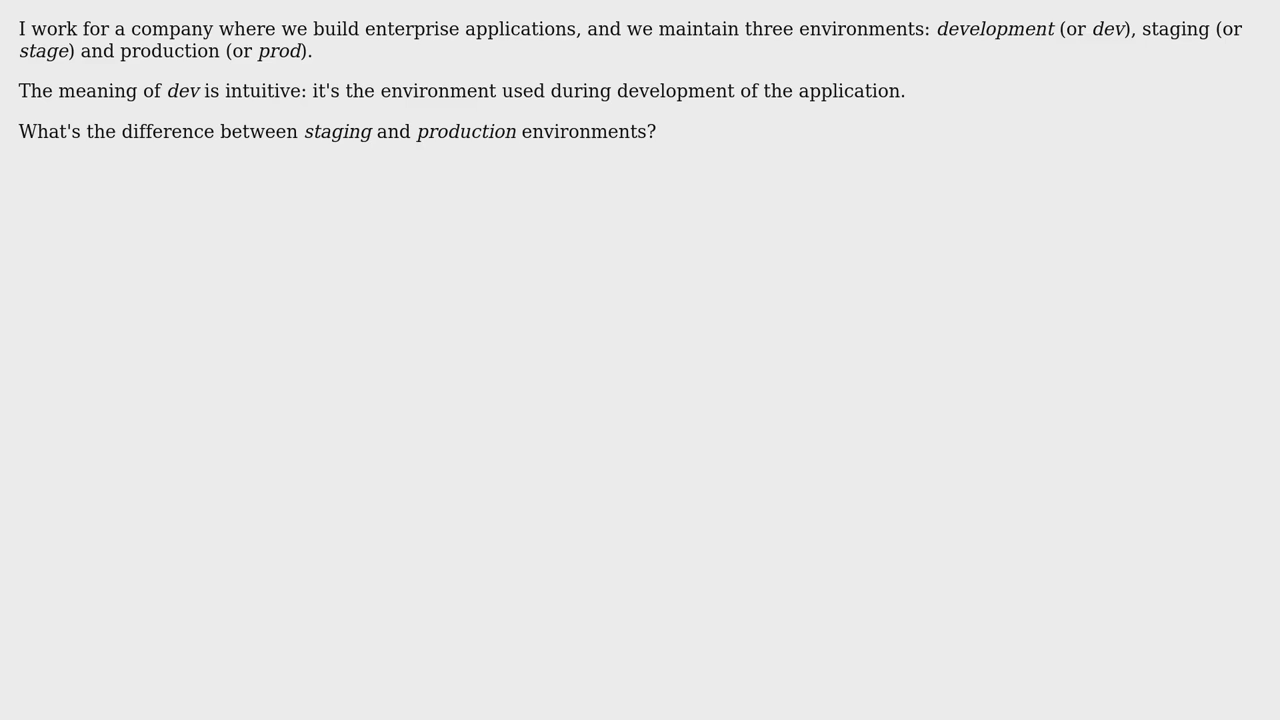 I work for a company where we build enterprise applications, and we maintain three environments: development (or dev), staging (or
stage) and production (or prod).
The meaning of dev is intuitive: it's the environment used during development of the application.
What's the difference between staging and production environments?